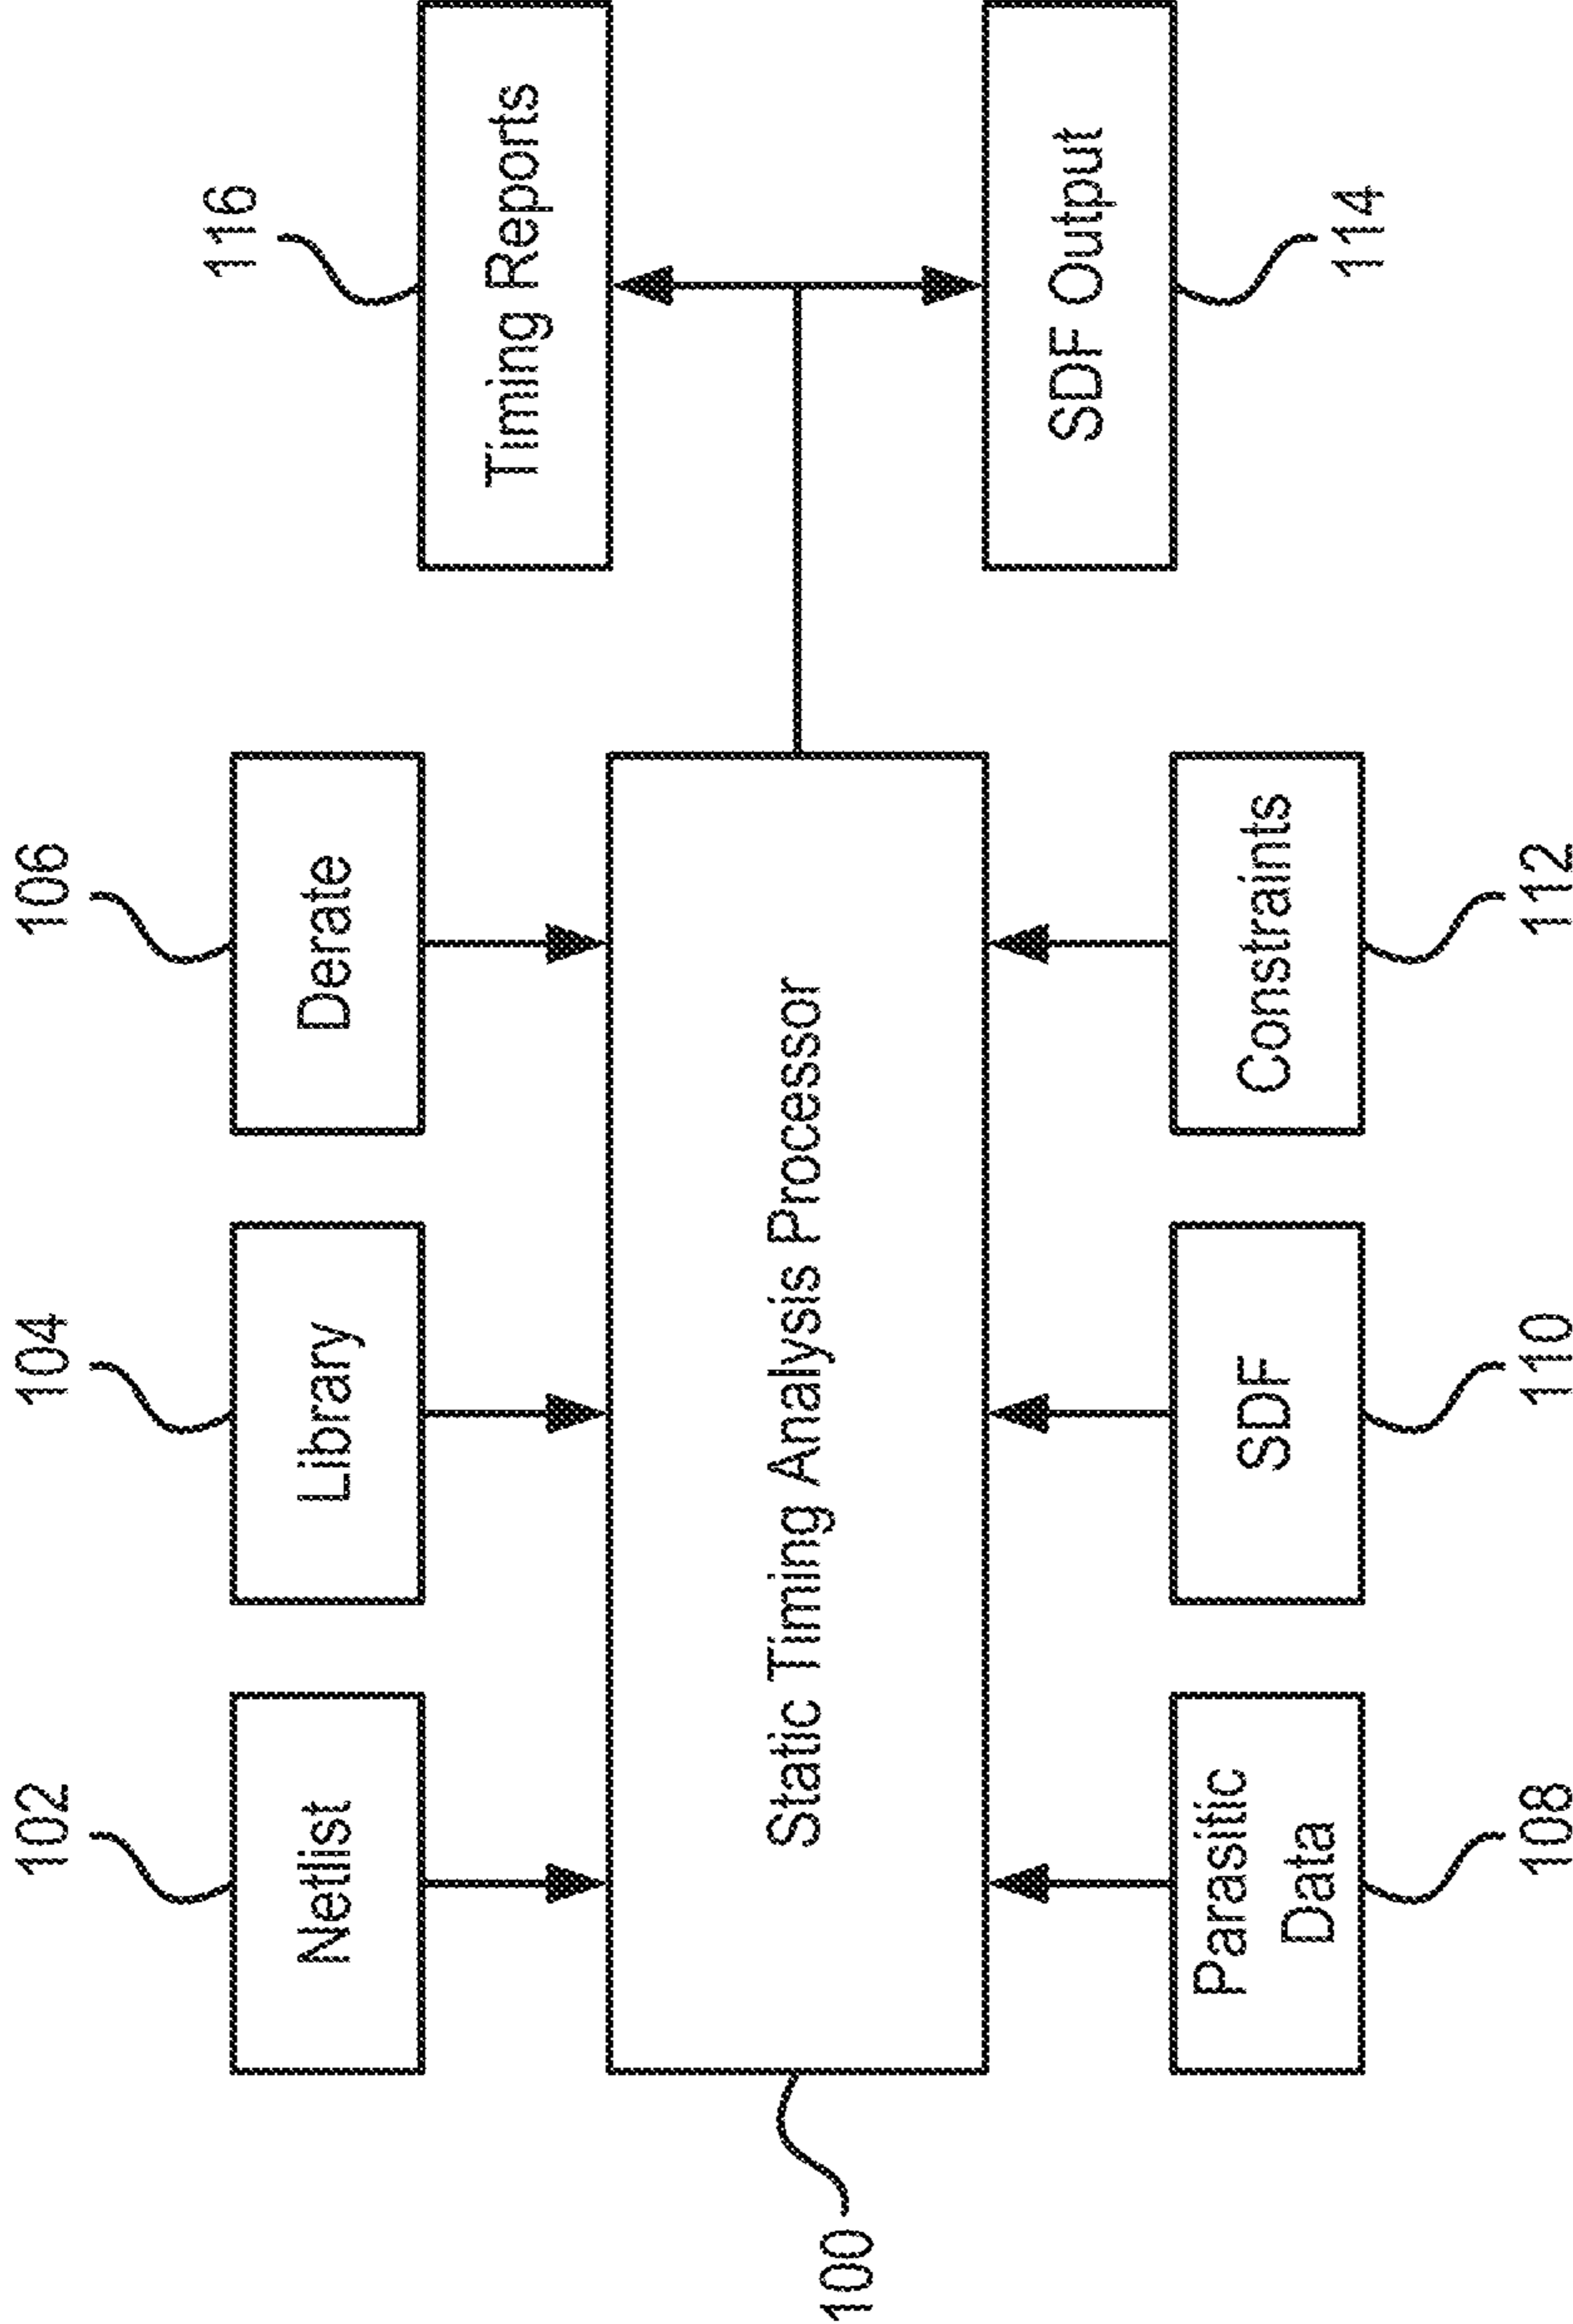 102
104
106
116
Netlist
Library
Derate
Timing Reports
100
Static Timing Analysis Processor
Parasitic
Data
SDF
Constraints
SDF Output
108
110
112
114